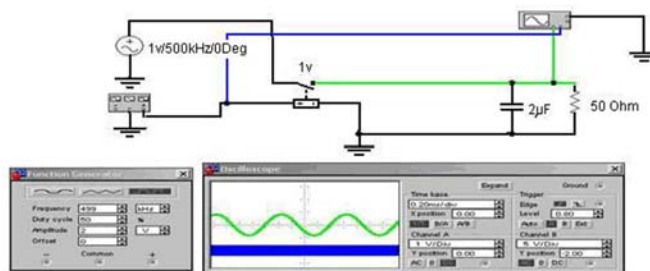 1v/500kHz/0Deg
1v
2µF
50 Ohm
Function Generator
Frequency 499 kHz
Duty cycle 50 %
Amplitude 2 V
Offset 0
Common
Oscilloscope
Expand
Ground
Time base
0.20ms/div
X position 0.00
B/A A/B
Trigger
Edge
Level 0.80
Auto A B Ext
Channel A
1 V/Div
Y position 0.00
AC 0
Channel B
5 V/Div
Y position -2.00
AC 0 DC